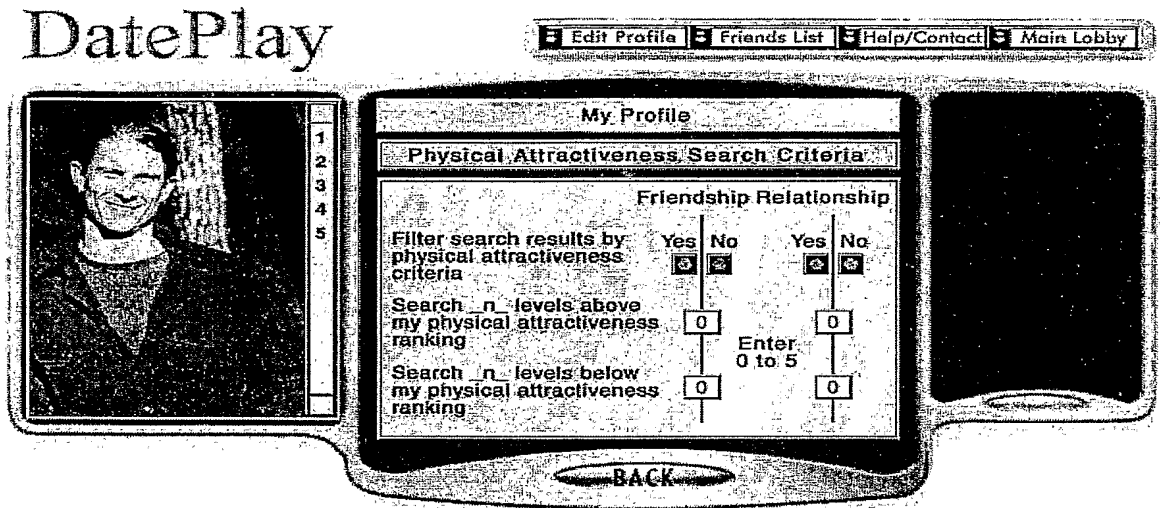 DatePlay
Edit Profile Friends List Help/Contact Main Lobby
1
2
3
4
5
My Profile
Physical Attractiveness Search Criteria
Friendship Relationship
Filter search results by
physical attractiveness
criteria
Yes No Yes No
Search _n_ levels above
my physical attractiveness
ranking
0 0
Enter
0 to 5
Search _n_ levels below
my physical attractiveness
ranking
0 0
BACK